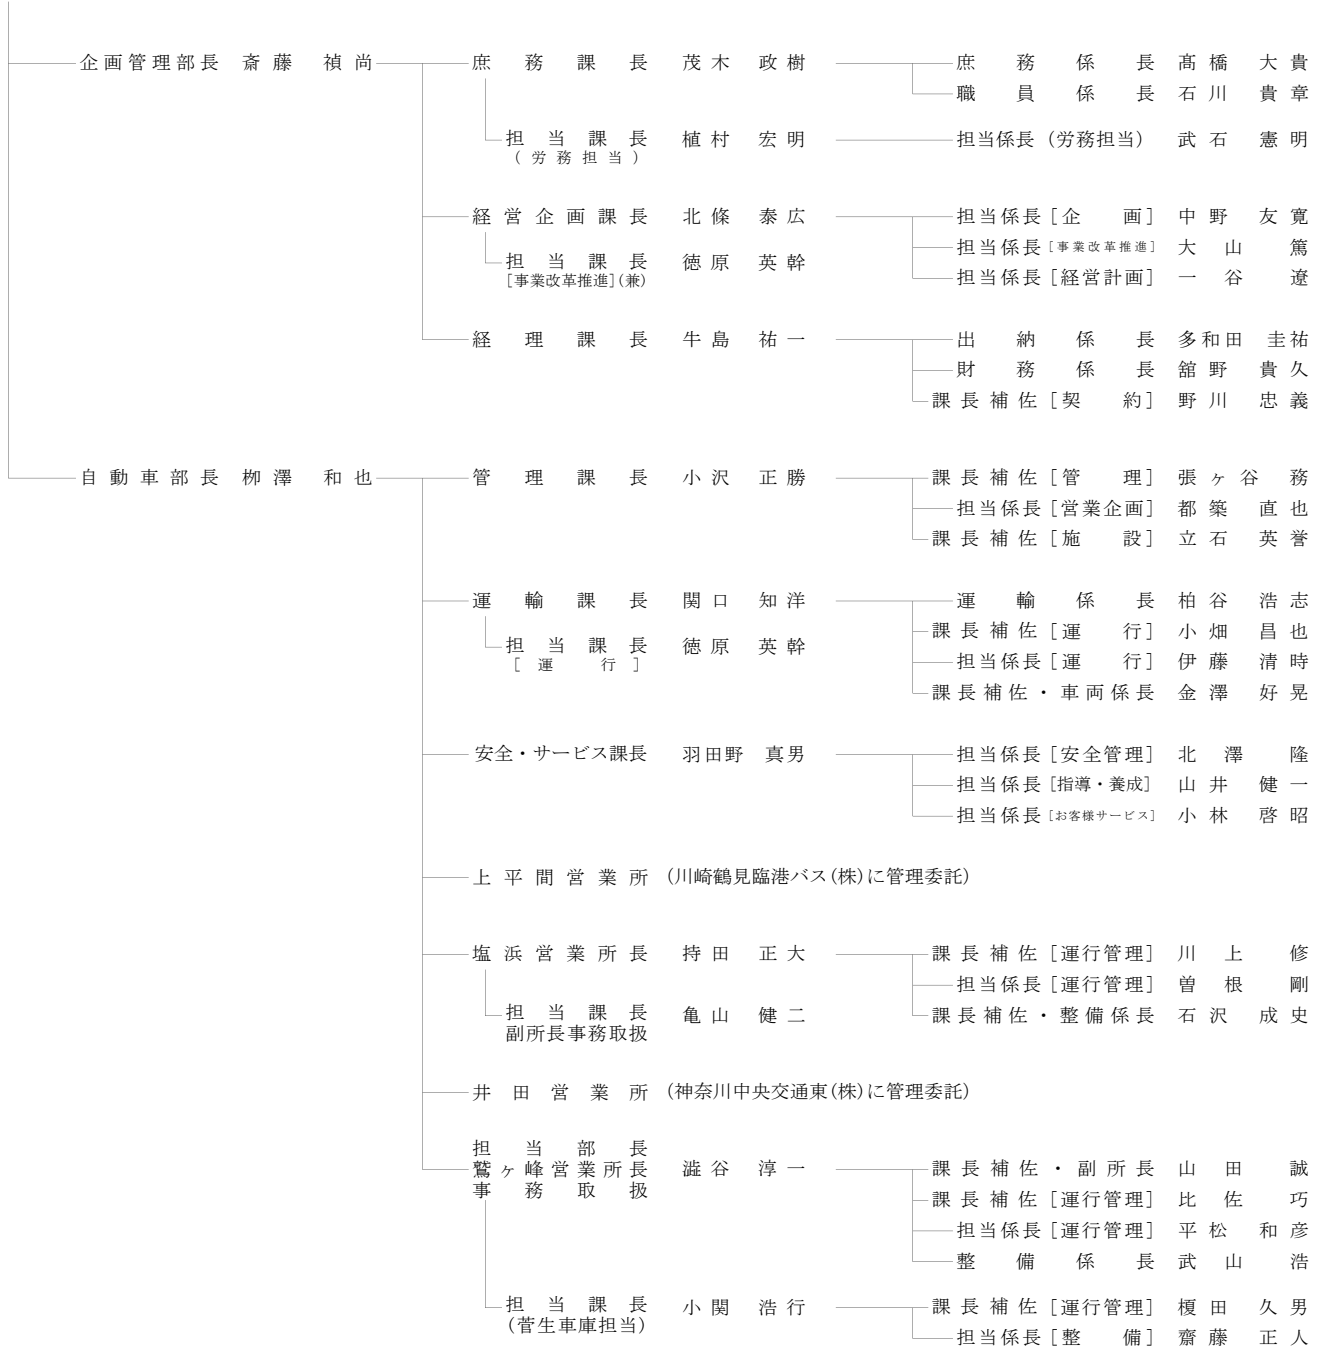 企画管理部長 斎藤 禎尚 庶務課長 茂木 政樹 庶務係長 髙橋 大貴
職員係長 石川 貴章
担当課長 植村 宏明 担当係長(労務担当) 武石 憲明
(労務担当)
経営企画課長 北條 泰広 担当係長[企画] 中野 友寛
担当係長[事業改革推進] 大山 篤
担当課長 徳原 英幹
[事業改革推進](兼) 担当係長[経営計画] 一谷 遼
経理課長 牛島 祐一 出納係長 多和田 圭祐
財務係長 舘野 貴久
課長補佐[契約] 野川 忠義
自動車部長 栁澤 和也 管理課長 小沢 正勝 課長補佐[管理] 張ヶ谷 務
担当係長[営業企画] 都築 直也
課長補佐[施設] 立石 英誉
運輸課長 関口 知洋 運輸係長 柏谷 浩志
課長補佐[運行] 小畑 昌也
担当課長 徳原 英幹
[運行] 担当係長[運行] 伊藤 清時
課長補佐・車両係長 金澤 好晃
安全・サービス課長 羽田野 真男 担当係長[安全管理] 北澤 隆
担当係長[指導・養成] 山井 健一
担当係長[お客様サービス] 小林 啓昭
上平間営業所 (川崎鶴見臨港バス(株)に管理委託)
塩浜営業所長 持田 正大 課長補佐[運行管理] 川上 修
担当係長[運行管理] 曽根 剛
担当課長 亀山 健二 課長補佐・整備係長 石沢 成史
副所長事務取扱
井田営業所 (神奈川中央交通東(株)に管理委託)
担当部長
鷲ヶ峰営業所長 澁谷 淳一 課長補佐・副所長 山田 誠
事務取扱
課長補佐[運行管理] 比佐 巧
担当係長[運行管理] 平松 和彦
整備係長 武山 浩
担当課長 小関 浩行 課長補佐[運行管理] 榎田 久男
(菅生車庫担当)
担当係長[整備] 齋藤 正人